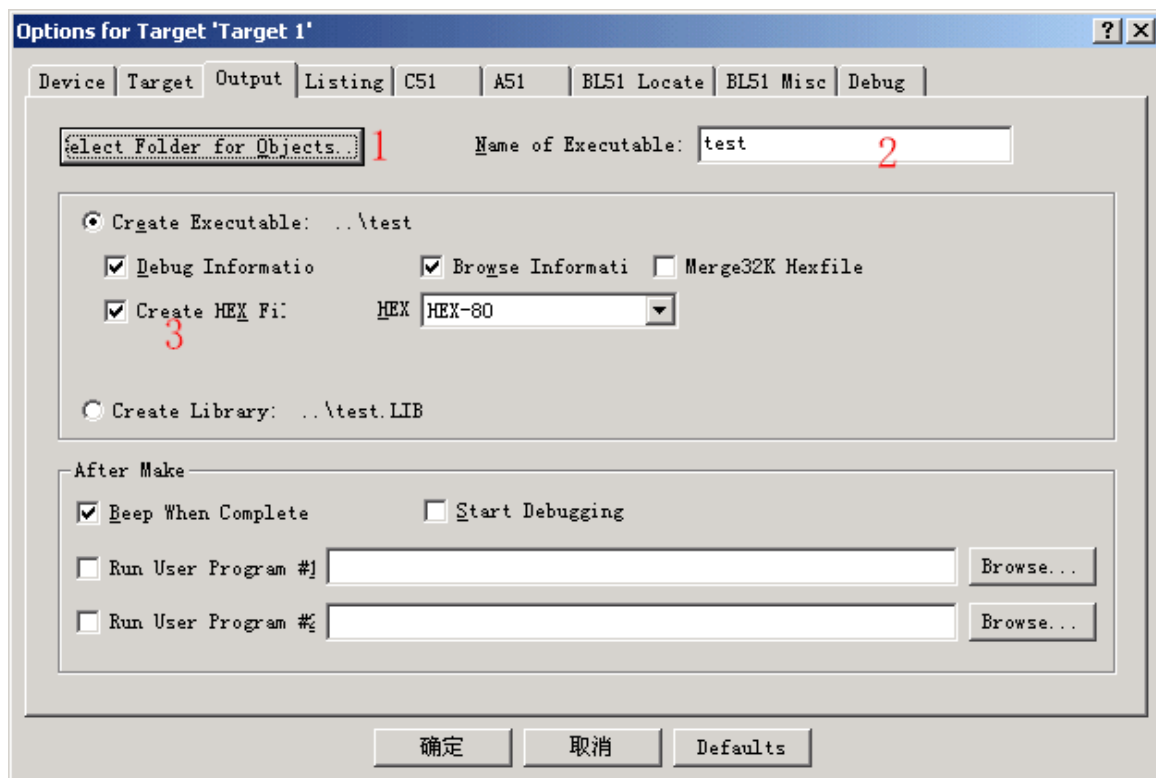 Options for Target 'Target 1'
Device Target Output Listing C51 A51 BL51 Locate BL51 Misc Debug
elect Folder for Objects.. 1 Name of Executable: test 2
Create Executable: ..\test
Debug Informatio Browse Informati Merge32K Hexfile
Create HEX Fi HEX HEX-80
3
Create Library: ..\test.LIB
After Make
Beep When Complete Start Debugging
Run User Program #1 Browse...
Run User Program #2 Browse...
确定 取消 Defaults